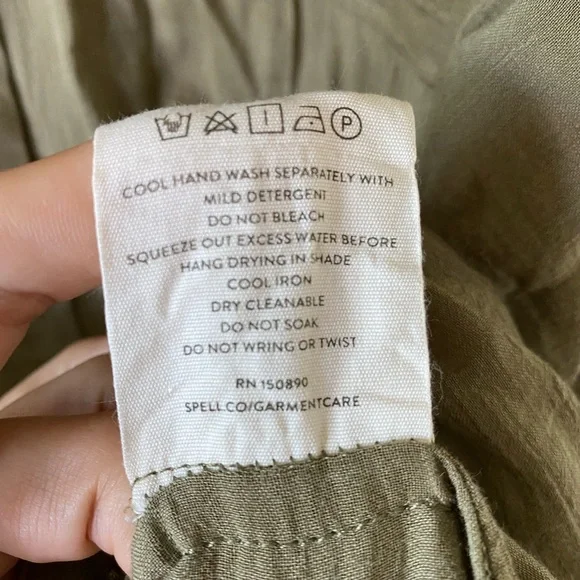 P
COOL HAND WASH SEPARATELY WITH
MILD DETERGENT
DO NOT BLEACH
SQUEEZE OUT EXCESS WATER BEFORE
HANG DRYING IN SHADE
COOL IRON
DRY CLEANABLE
DO NOT SOAK
DO NOT WRING OR TWIST
RN 150890
SPELL.CO/GARMENTCARE